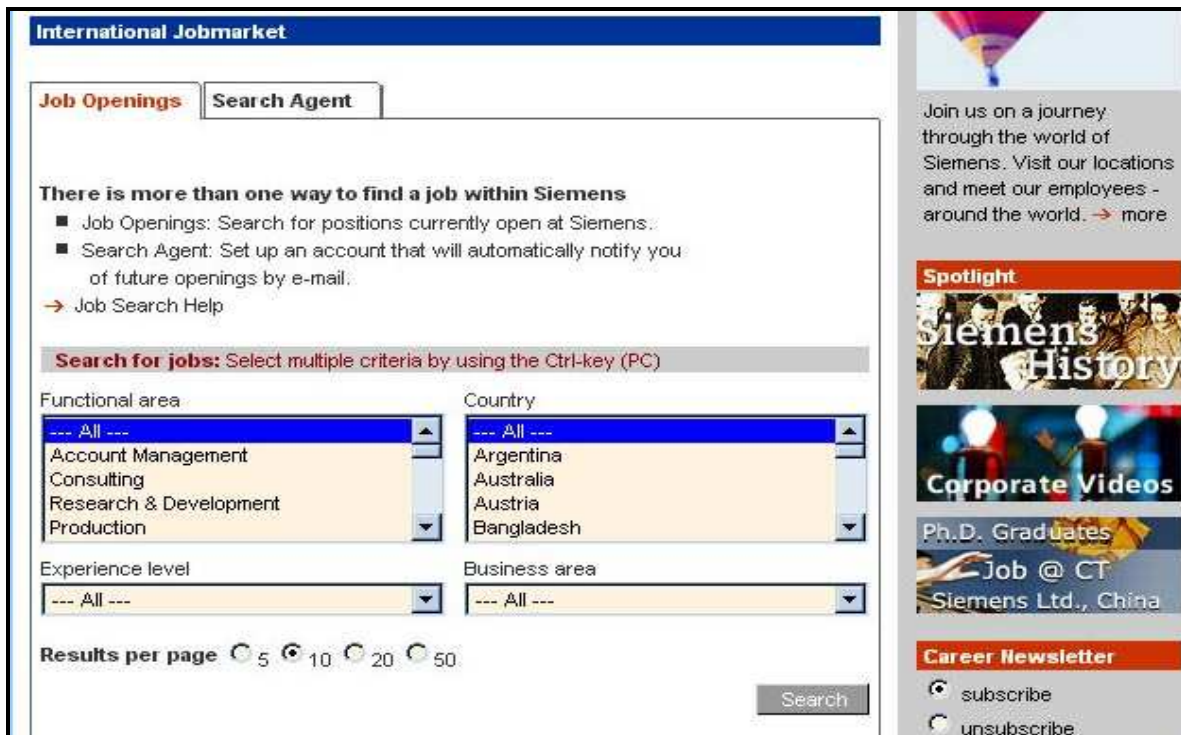 International Jobmarket
Job Openings
Search Agent
There is more than one way to find a job within Siemens
Job Openings: Search for positions currently open at Siemens.
Search Agent: Set up an account that will automatically notify you
of future openings by e-mail.
→ Job Search Help
Search for jobs: Select multiple criteria by using the Ctrl-key (PC)
Functional area
--- All ---
Account Management
Consulting
Research & Development
Production
Country
--- All ---
Argentina
Australia
Austria
Bangladesh
Experience level
--- All ---
Business area
--- All ---
Results per page 5 10 20 50
Search
Join us on a journey
through the world of
Siemens. Visit our locations
and meet our employees -
around the world. → more
Spotlight
Siemens
History
Corporate Videos
Ph.D. Graduates
Job @ CT
Siemens Ltd., China
Career Newsletter
subscribe
unsubscribe